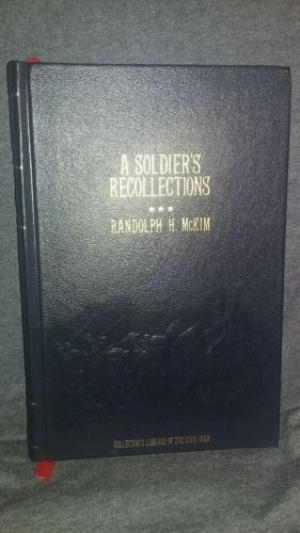 A SOLDIER'S
RECOLLECTIONS
★★★
RANDOLPH H. McKIM
COLLECTOR'S LIBRARY OF THE CIVIL WAR